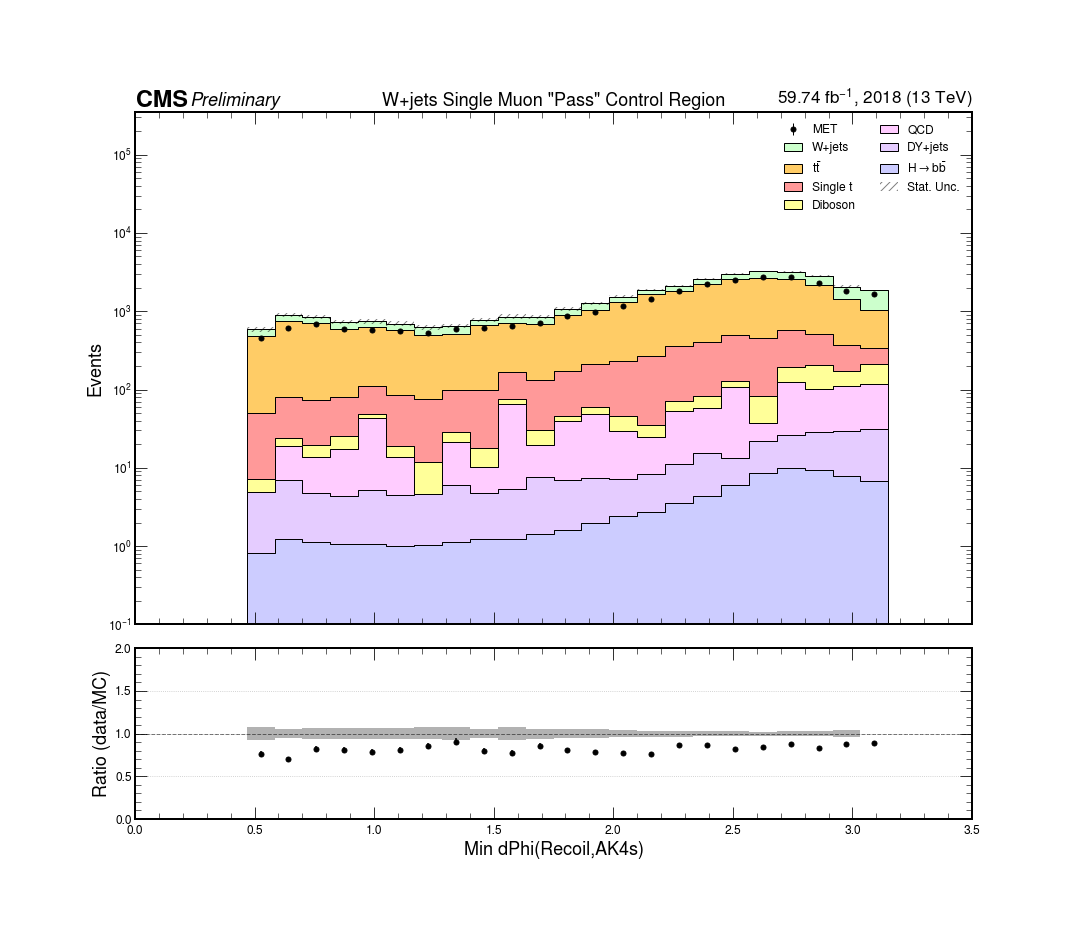 CMS Preliminary W+jets Single Muon "Pass" Control Region 59.74 fb⁻¹, 2018 (13 TeV)
MET QCD
W+jets DY+jets
tt̄ H→bb̄
Single t Stat. Unc.
Diboson
10⁵
10⁴
10³
10²
10¹
10⁰
10⁻¹
Events
2.0
1.5
1.0
0.5
0.0
Ratio (data/MC)
0.0 0.5 1.0 1.5 2.0 2.5 3.0 3.5
Min dPhi(Recoil,AK4s)